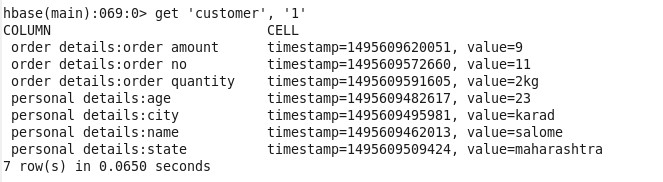 hbase(main):069:0> get 'customer', '1'
COLUMN                           CELL
 order details:order amount      timestamp=1495609620051, value=9
 order details:order no          timestamp=1495609572660, value=11
 order details:order quantity    timestamp=1495609591605, value=2kg
 personal details:age            timestamp=1495609482617, value=23
 personal details:city           timestamp=1495609495981, value=karad
 personal details:name           timestamp=1495609462013, value=salome
 personal details:state          timestamp=1495609509424, value=maharashtra
7 row(s) in 0.0650 seconds